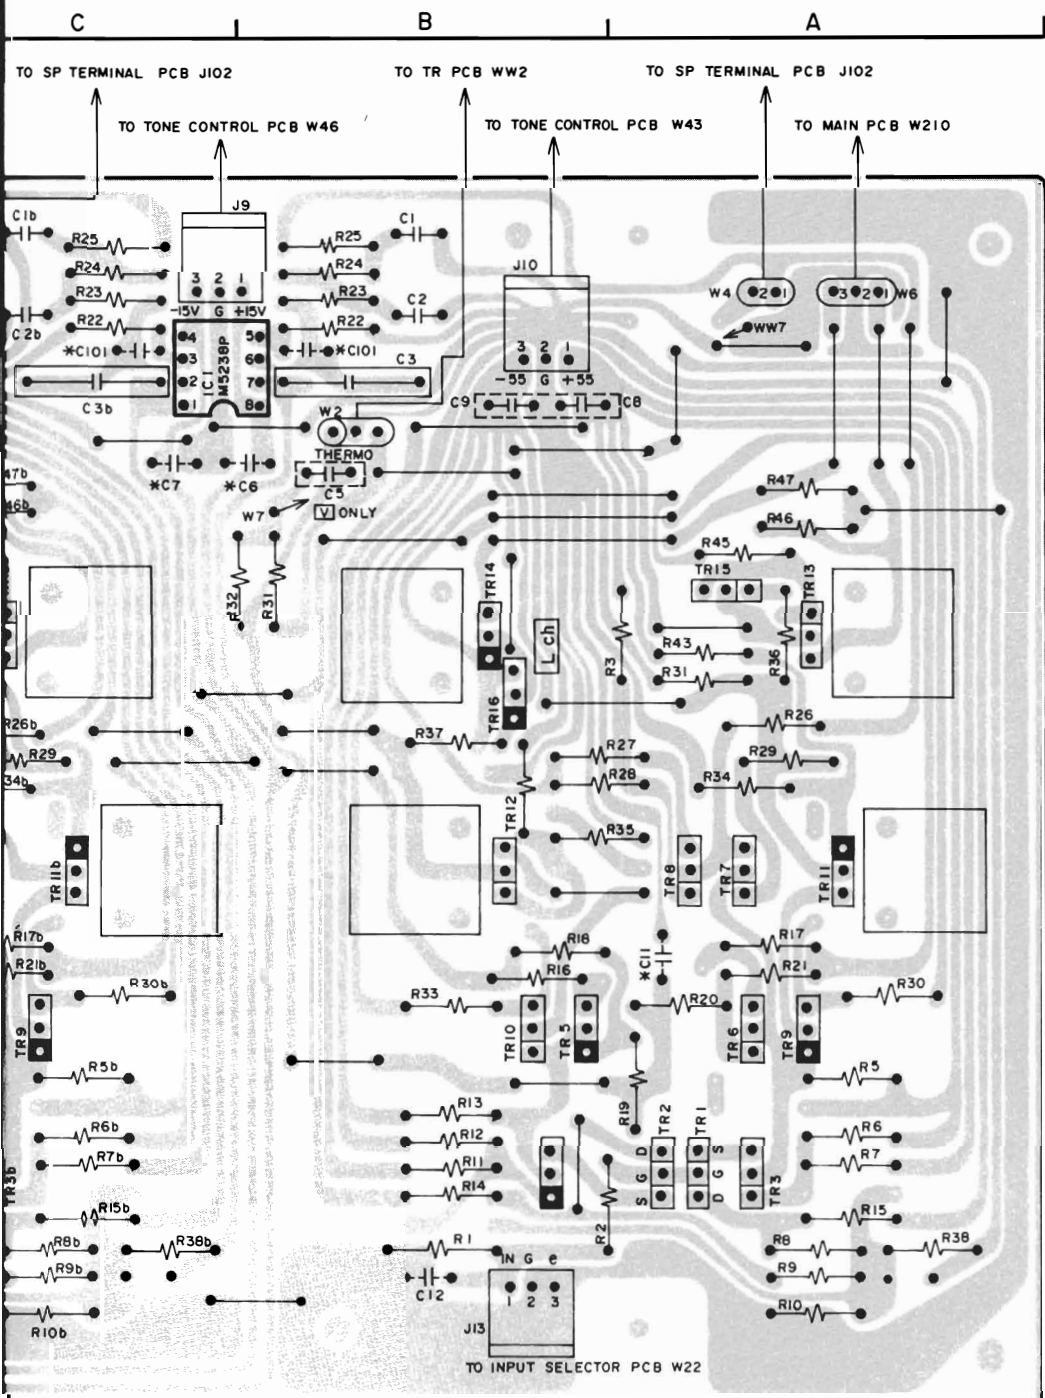 C B A
TO SP TERMINAL PCB J102
TO TR PCB WW2
TO SP TERMINAL PCB J102
TO TONE CONTROL PCB W46
TO TONE CONTROL PCB W43
TO MAIN PCB W210
C1b
J9
C1
R25
R25
R24
R24
J10
R23
3 2 1
R23
W4 2 1
3 2 1 W6
C2b
-15V G +15V
C2
R22
R22
WW7
*C101
4 5
*C101
3 6
C3
3 2 1
IC1
M5238P
2 7
-55 G +55
C3b
1 8
W2
C9
C8
THERMO
47b
*C7
*C6
C5
R47
46b
W7
V ONLY
R46
R45
TR15
TR14
TR13
R32
R31
L ch
R3
R43
R36
R31
TR16
R26b
R37
R26
R29
R27
R29
34b
R28
R34
TR12
R35
TR11b
TR8
TR7
TR11
R17b
R18
*C11
R17
R21b
R16
R21
R30b
R33
R20
R30
TR9
TR10
TR5
TR6
TR9
R5b
R5
R13
R19
TR2
TR1
R6b
R12
R6
R7b
R11
D S
R7
TR3b
R14
G G
S D
TR3
R15b
R2
R15
R8b
R38b
R1
R8
R38
IN G e
R9b
R9
C12
1 2 3
R10b
R10
J13
TO INPUT SELECTOR PCB W22